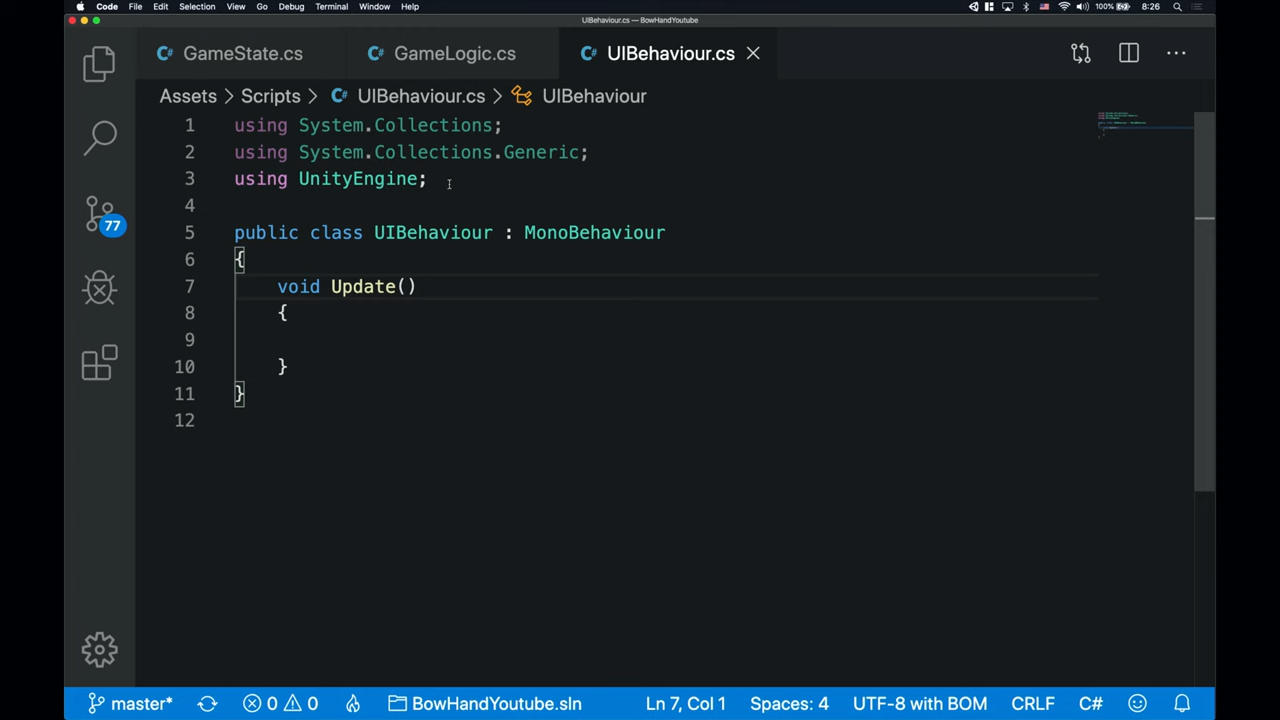 Code File Edit Selection View Go Debug Terminal Window Help 100% 8:26
UIBehaviour.cs — BowHandYoutube
GameState.cs GameLogic.cs UIBehaviour.cs
Assets > Scripts > UIBehaviour.cs > UIBehaviour
1 using System.Collections;
2 using System.Collections.Generic;
3 using UnityEngine;
4
5 public class UIBehaviour : MonoBehaviour
6 {
7 void Update()
8 {
9
10 }
11 }
12
77
master* 0 0 BowHandYoutube.sln Ln 7, Col 1 Spaces: 4 UTF-8 with BOM CRLF C#